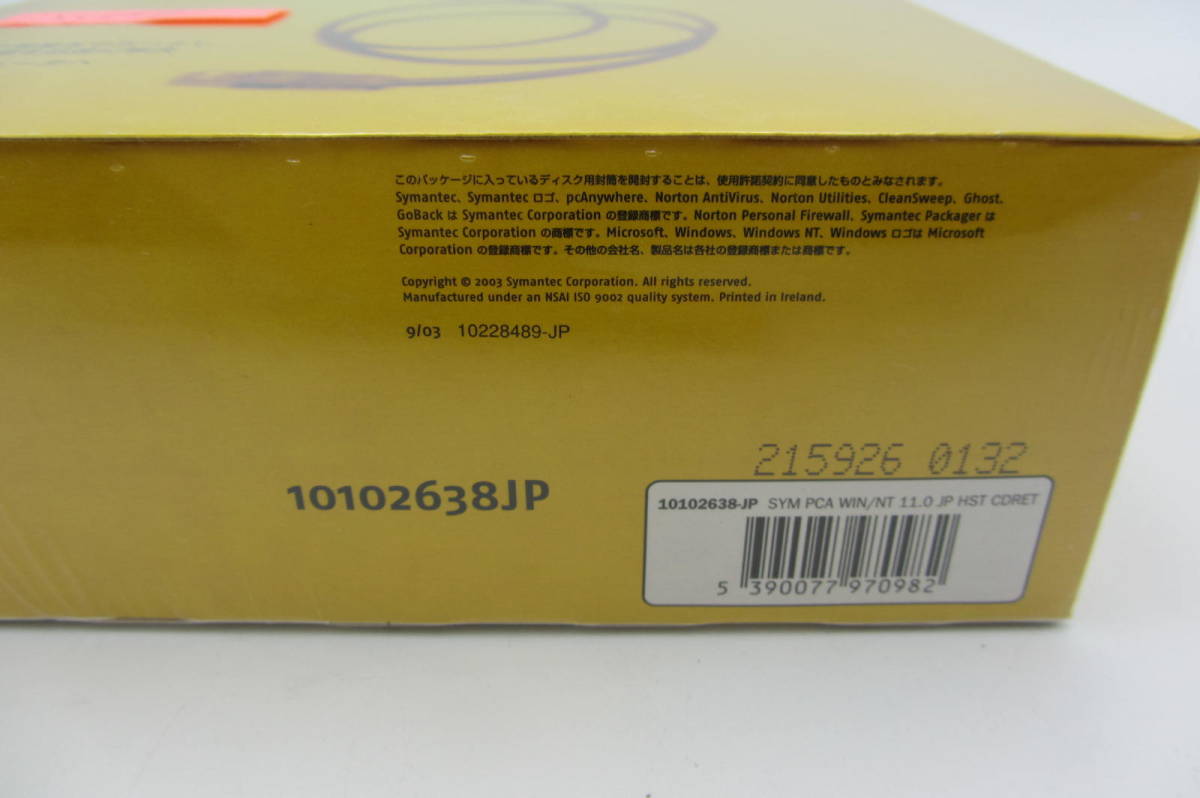 このパッケージに入っているディスク用封筒を開封することは、使用許諾契約に同意したものとみなされます。
Symantec、Symantec ロゴ、pcAnywhere、Norton AntiVirus、Norton Utilities、CleanSweep、Ghost、
GoBack は Symantec Corporation の登録商標です。Norton Personal Firewall、Symantec Packager は
Symantec Corporation の商標です。Microsoft、Windows、Windows NT、Windows ロゴは Microsoft
Corporation の登録商標です。その他の会社名、製品名は各社の登録商標または商標です。
Copyright © 2003 Symantec Corporation. All rights reserved.
Manufactured under an NSAI ISO 9002 quality system. Printed in Ireland.
9/03 10228489-JP
10102638JP
215926 0132
10102638-JP SYM PCA WIN/NT 11.0 JP HST CDRET
5 390077 970982